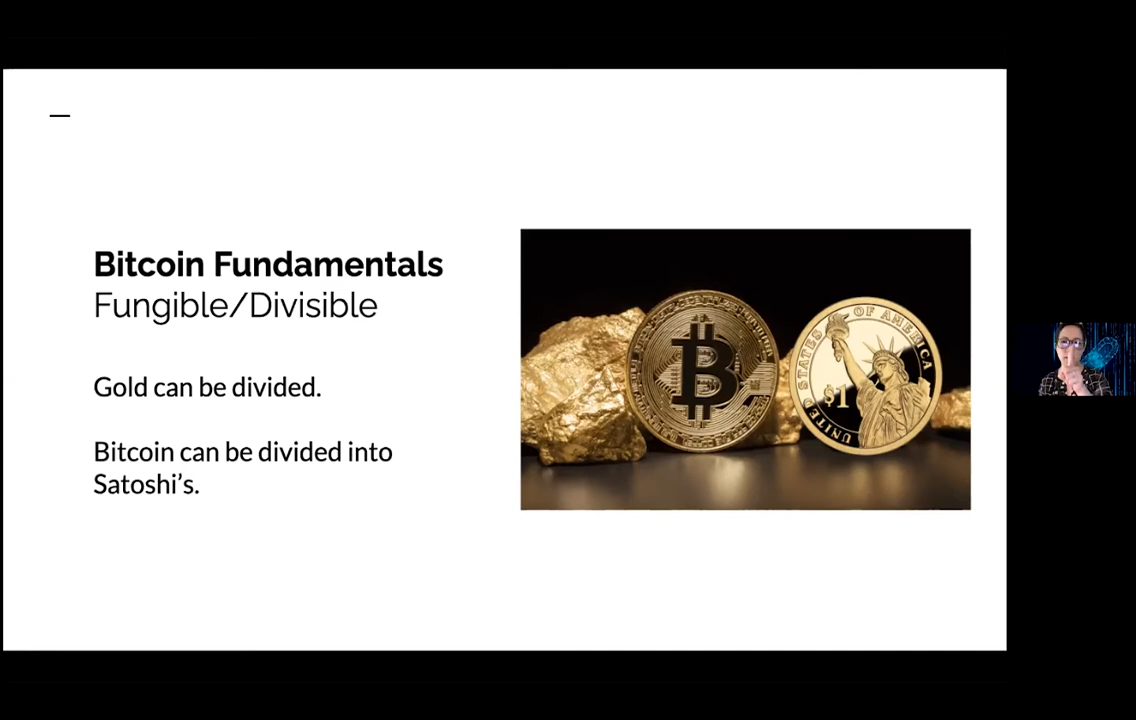 Bitcoin Fundamentals
Fungible/Divisible
Gold can be divided.
Bitcoin can be divided into
Satoshi’s.
B
UNITED STATES OF AMERICA
$1